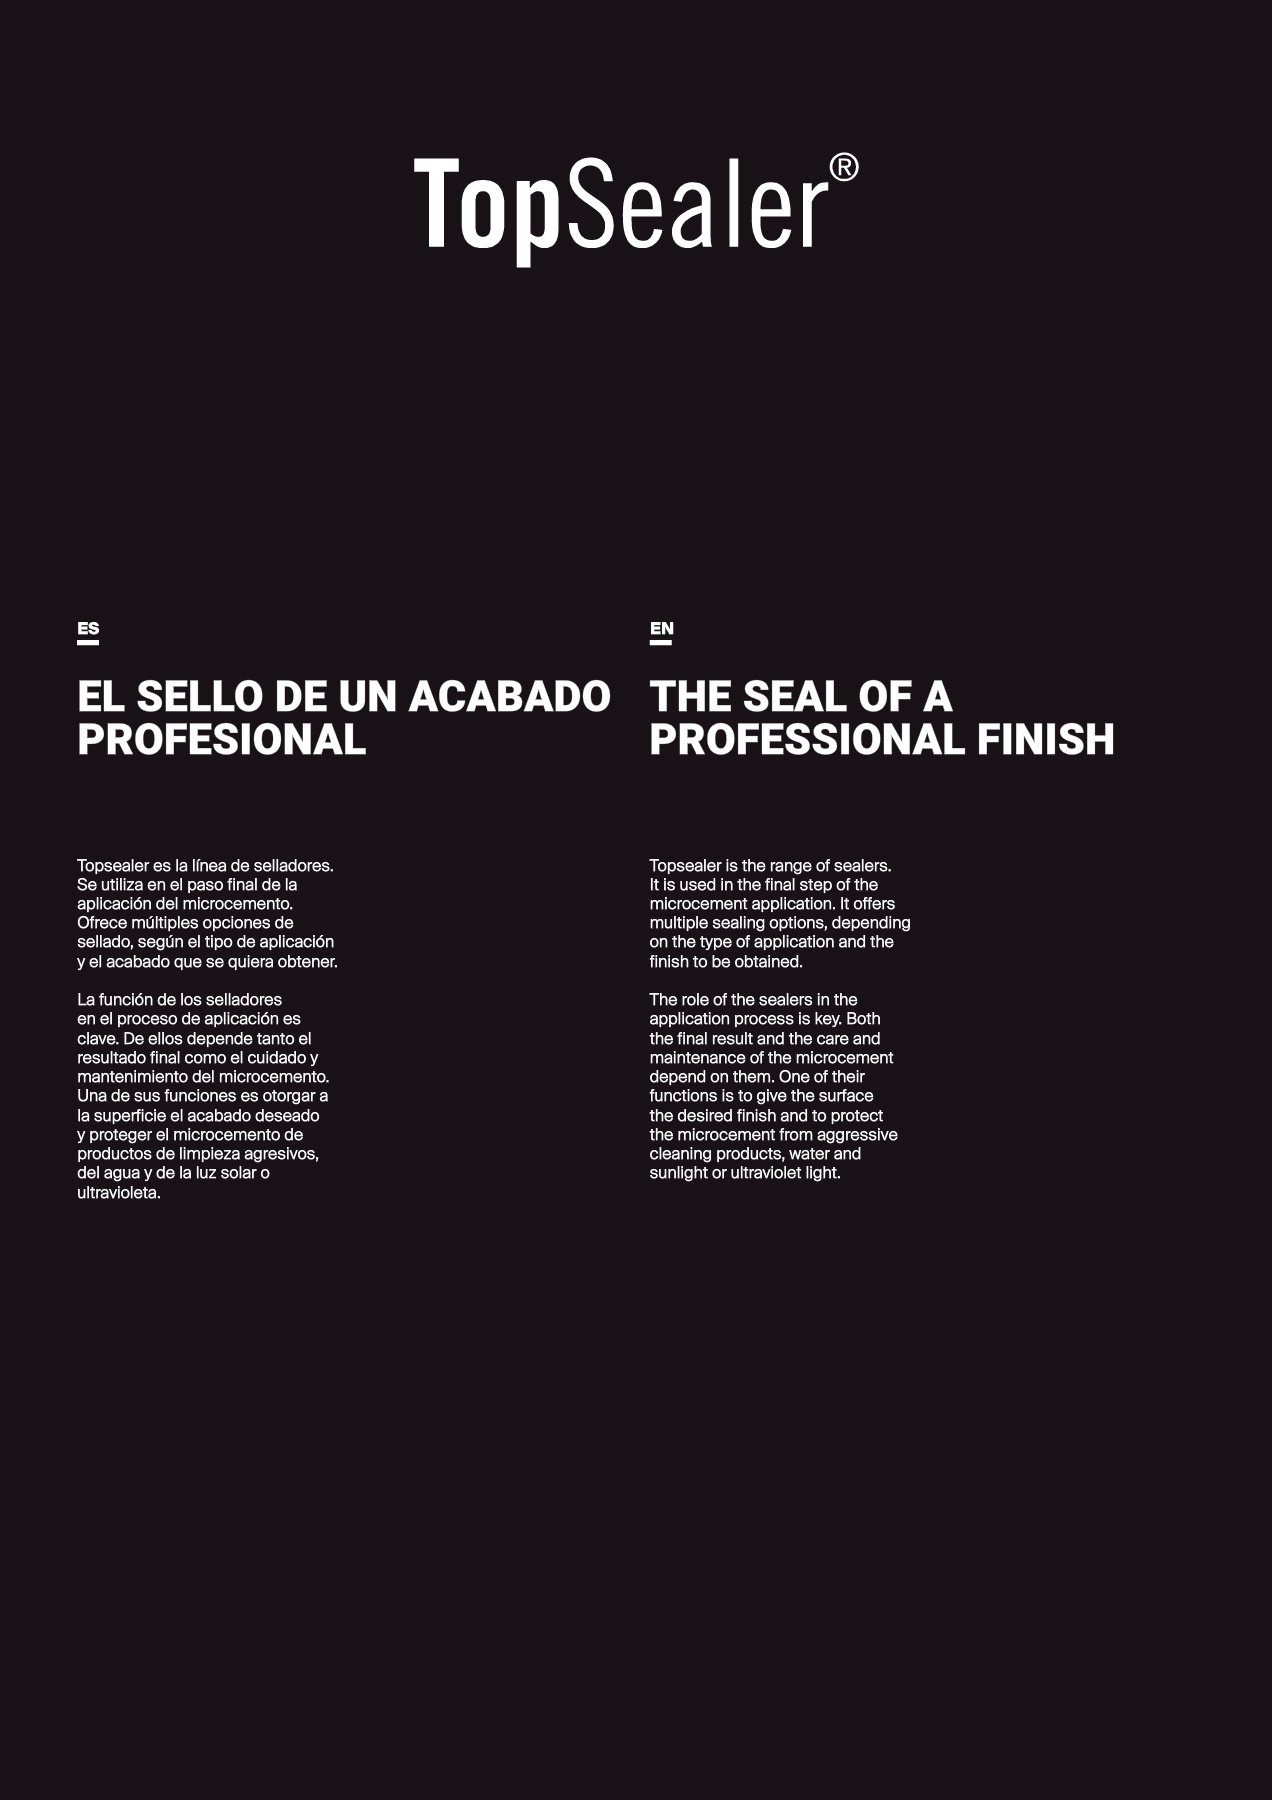 TopSealer®
ES
EL SELLO DE UN ACABADO
PROFESIONAL
Topsealer es la línea de selladores.
Se utiliza en el paso final de la
aplicación del microcemento.
Ofrece múltiples opciones de
sellado, según el tipo de aplicación
y el acabado que se quiera obtener.
La función de los selladores
en el proceso de aplicación es
clave. De ellos depende tanto el
resultado final como el cuidado y
mantenimiento del microcemento.
Una de sus funciones es otorgar a
la superficie el acabado deseado
y proteger el microcemento de
productos de limpieza agresivos,
del agua y de la luz solar o
ultravioleta.
EN
THE SEAL OF A
PROFESSIONAL FINISH
Topsealer is the range of sealers.
It is used in the final step of the
microcement application. It offers
multiple sealing options, depending
on the type of application and the
finish to be obtained.
The role of the sealers in the
application process is key. Both
the final result and the care and
maintenance of the microcement
depend on them. One of their
functions is to give the surface
the desired finish and to protect
the microcement from aggressive
cleaning products, water and
sunlight or ultraviolet light.